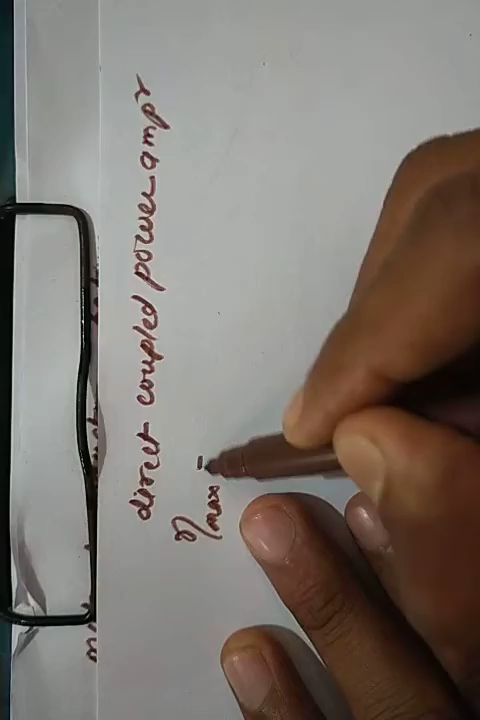 direct coupled power ampr
ηmax =